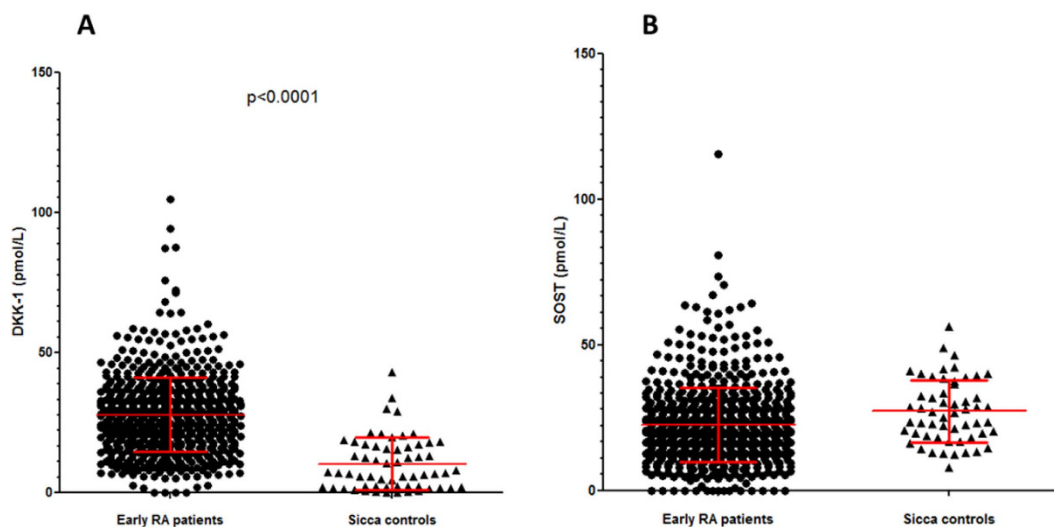 A
150
100
50
0
DKK-1 (pmol/L)
p<0.0001
Early RA patients
Sicca controls
B
150
100
50
0
SOST (pmol/L)
Early RA patients
Sicca controls